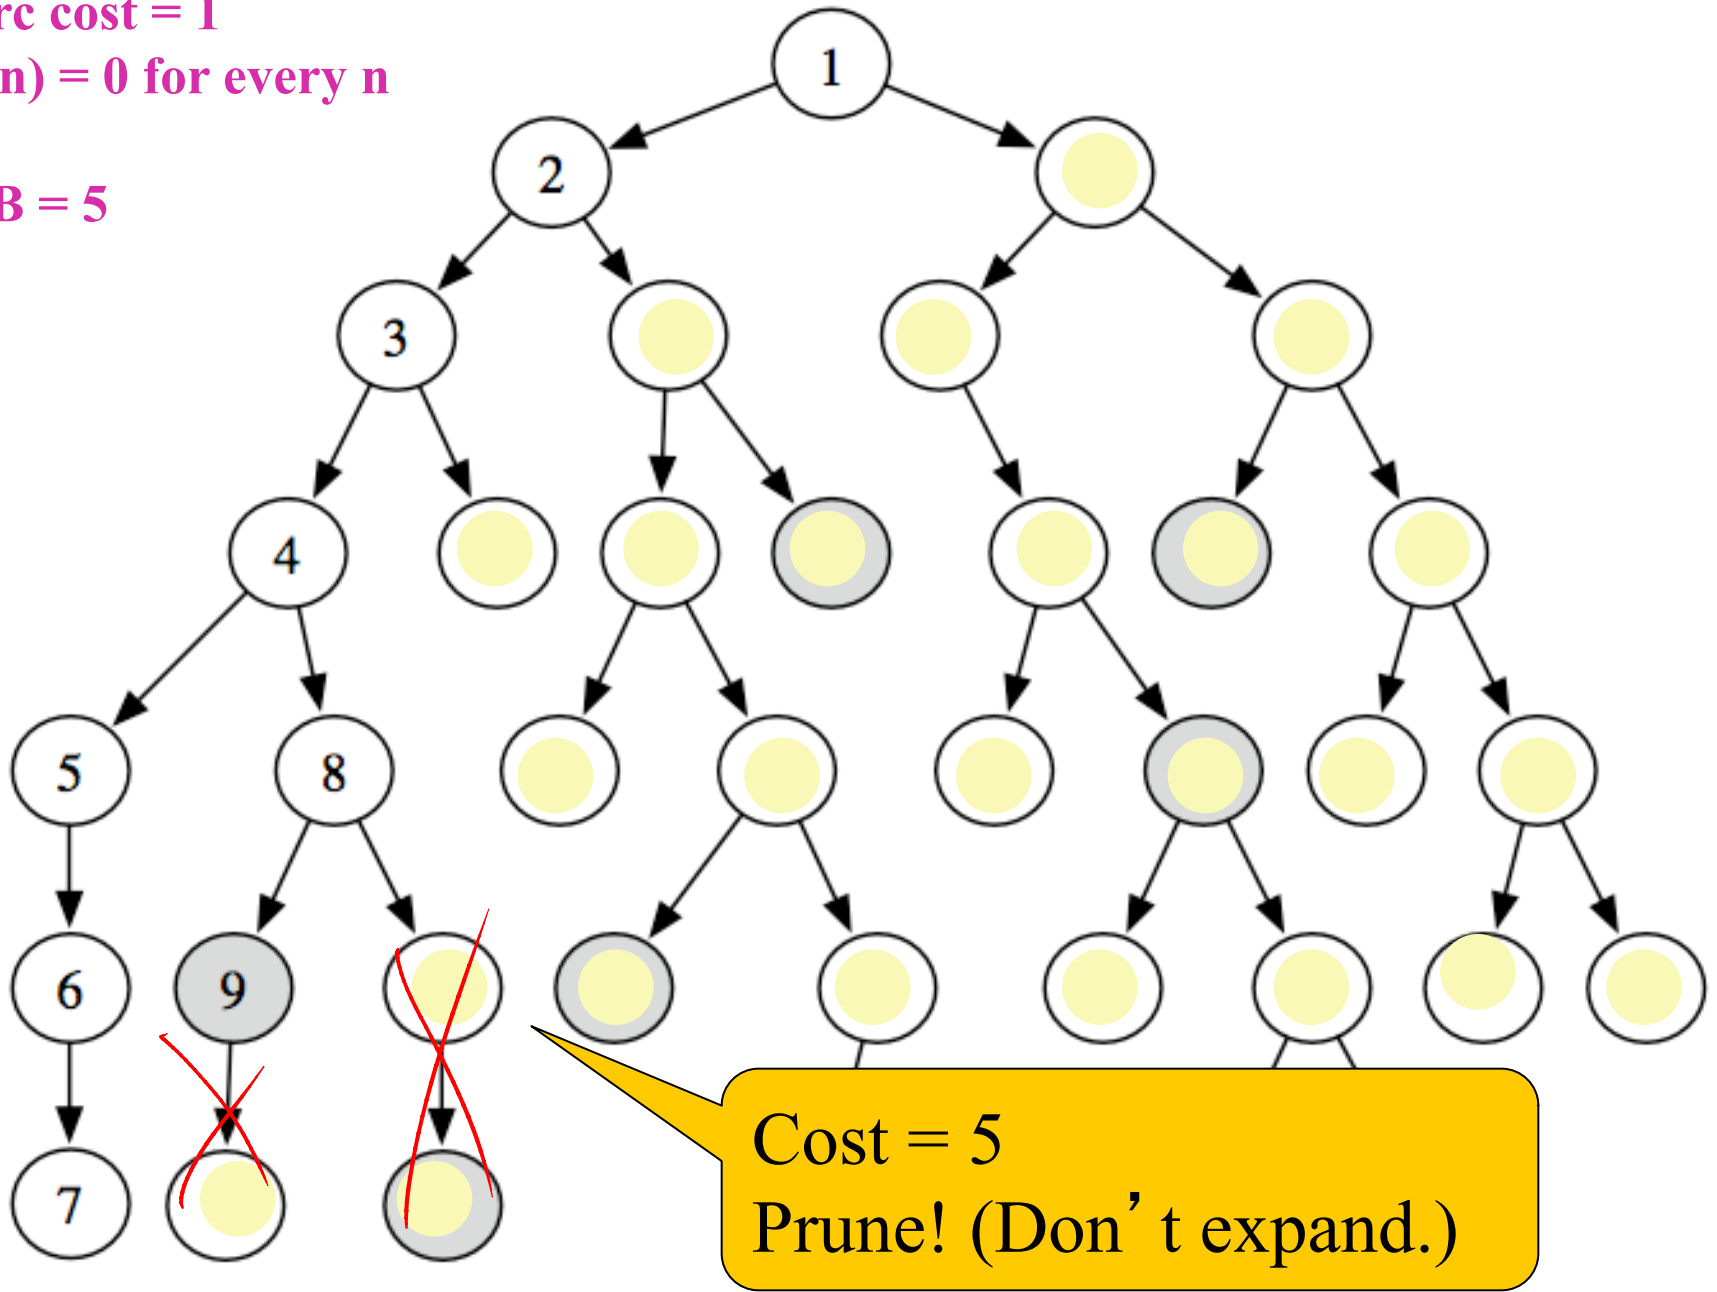 rc cost = 1
n) = 0 for every n
B = 5
1
2
3
4
5
8
6
9
7
Cost = 5
Prune! (Don’t expand.)